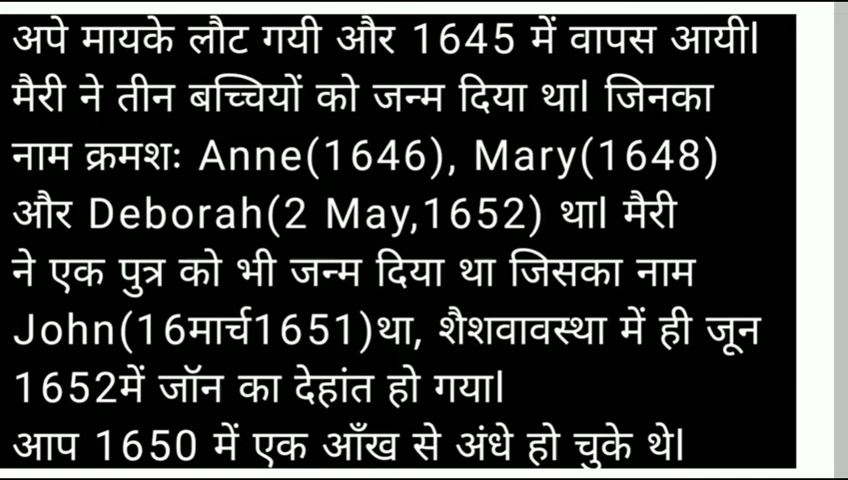 अपे मायके लौट गयी और 1645 में वापस आयी।
मैरी ने तीन बच्चियों को जन्म दिया था। जिनका
नाम क्रमशः Anne(1646), Mary(1648)
और Deborah(2 May,1652) था। मैरी
ने एक पुत्र को भी जन्म दिया था जिसका नाम
John(16मार्च1651)था, शैशवावस्था में ही जून
1652में जॉन का देहांत हो गया।
आप 1650 में एक आँख से अंधे हो चुके थे।